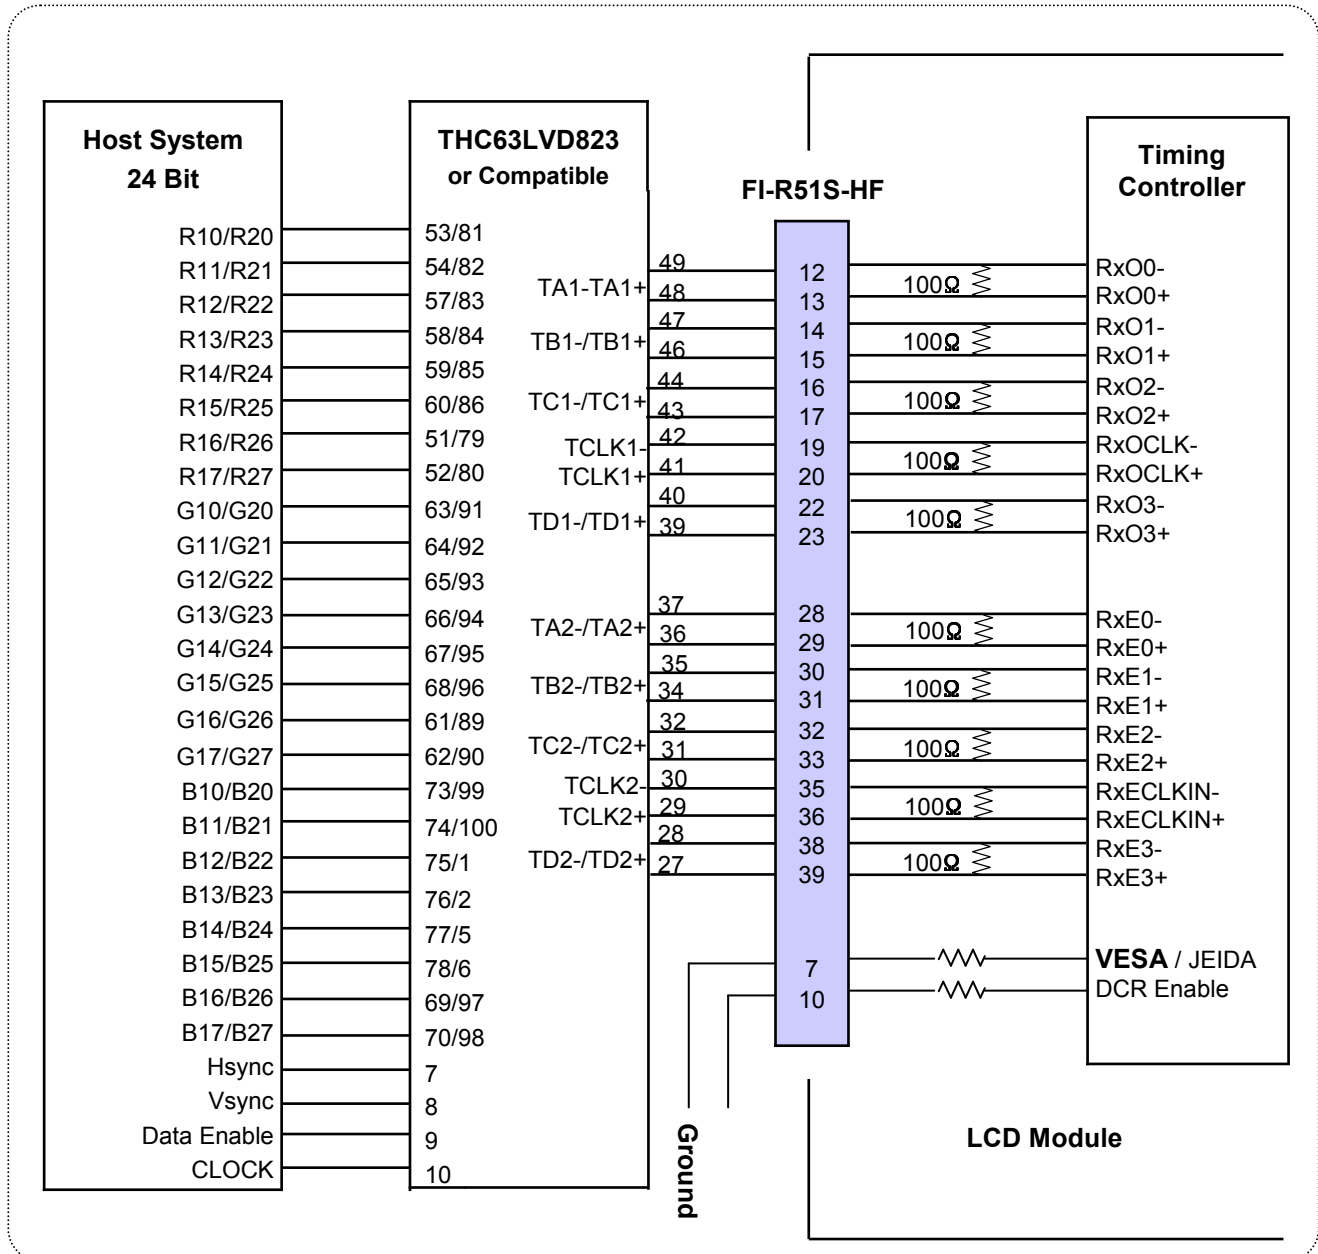 Host System
24 Bit
R10/R20
R11/R21
R12/R22
R13/R23
R14/R24
R15/R25
R16/R26
R17/R27
G10/G20
G11/G21
G12/G22
G13/G23
G14/G24
G15/G25
G16/G26
G17/G27
B10/B20
B11/B21
B12/B22
B13/B23
B14/B24
B15/B25
B16/B26
B17/B27
Hsync
Vsync
Data Enable
CLOCK
THC63LVD823
or Compatible
53/81
54/82
57/83
58/84
59/85
60/86
51/79
52/80
63/91
64/92
65/93
66/94
67/95
68/96
61/89
62/90
73/99
74/100
75/1
76/2
77/5
78/6
69/97
70/98
7
8
9
10
TA1-TA1+
TB1-/TB1+
TC1-/TC1+
TCLK1-
TCLK1+
TD1-/TD1+
TA2-/TA2+
TB2-/TB2+
TC2-/TC2+
TCLK2-
TCLK2+
TD2-/TD2+
49
48
47
46
44
43
42
41
40
39
37
36
35
34
32
31
30
29
28
27
FI-R51S-HF
12
13
14
15
16
17
19
20
22
23
28
29
30
31
32
33
35
36
38
39
7
10
Ground
100Ω
100Ω
100Ω
100Ω
100Ω
100Ω
100Ω
100Ω
100Ω
100Ω
Timing
Controller
RxO0-
RxO0+
RxO1-
RxO1+
RxO2-
RxO2+
RxOCLK-
RxOCLK+
RxO3-
RxO3+
RxE0-
RxE0+
RxE1-
RxE1+
RxE2-
RxE2+
RxECLKIN-
RxECLKIN+
RxE3-
RxE3+
VESA / JEIDA
DCR Enable
LCD Module